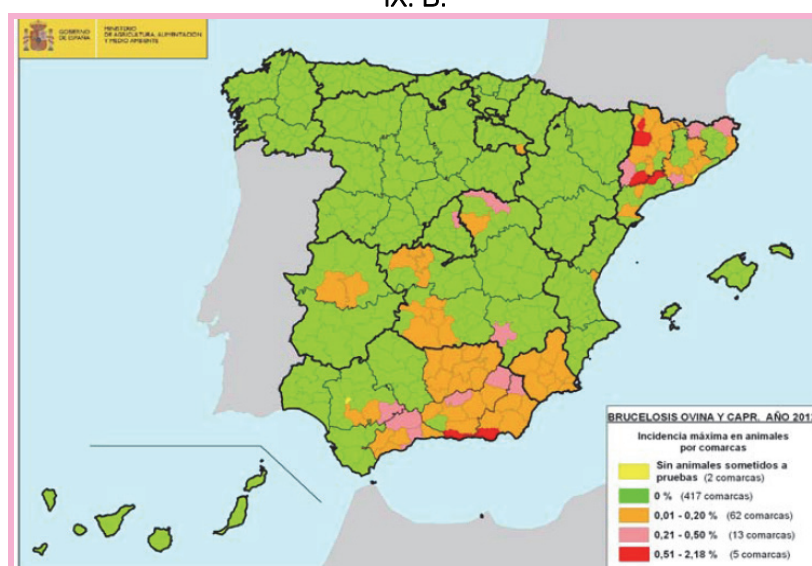 IX. B.
GOBIERNO
DE ESPAÑA
MINISTERIO
DE AGRICULTURA, ALIMENTACIÓN
Y MEDIO AMBIENTE
BRUCELOSIS OVINA Y CAPR. AÑO 201
Incidencia máxima en animales
por comarcas
Sin animales sometidos a
pruebas (2 comarcas)
0 % (417 comarcas)
0,01 - 0,20 % (62 comarcas)
0,21 - 0,50 % (13 comarcas)
0,51 - 2,18 % (5 comarcas)